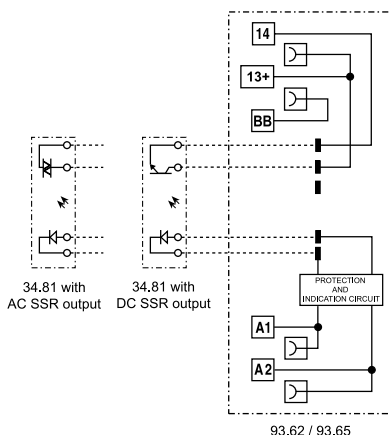 14
13+
BB
34.81 with
AC SSR output
34.81 with
DC SSR output
PROTECTION
AND
INDICATION CIRCUIT
A1
A2
93.62 / 93.65